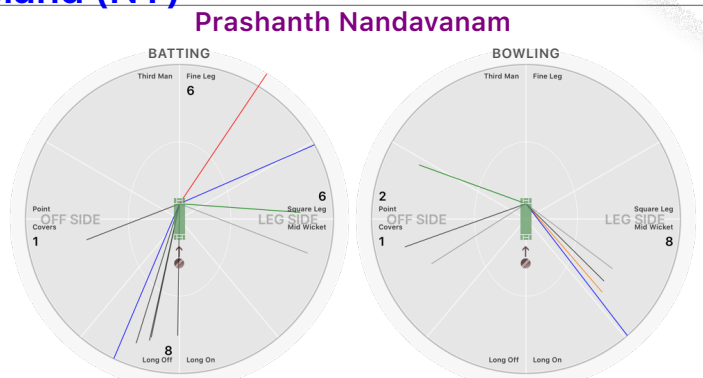 Prashanth Nandavanam
BATTING
Third Man Fine Leg
6
6
Point
OFF SIDE
Covers
1
Square Leg
LEG SIDE
Mid Wicket
8
Long Off Long On
BOWLING
Third Man Fine Leg
2
Point
OFF SIDE
Covers
1
Square Leg
LEG SIDE
Mid Wicket
8
Long Off Long On